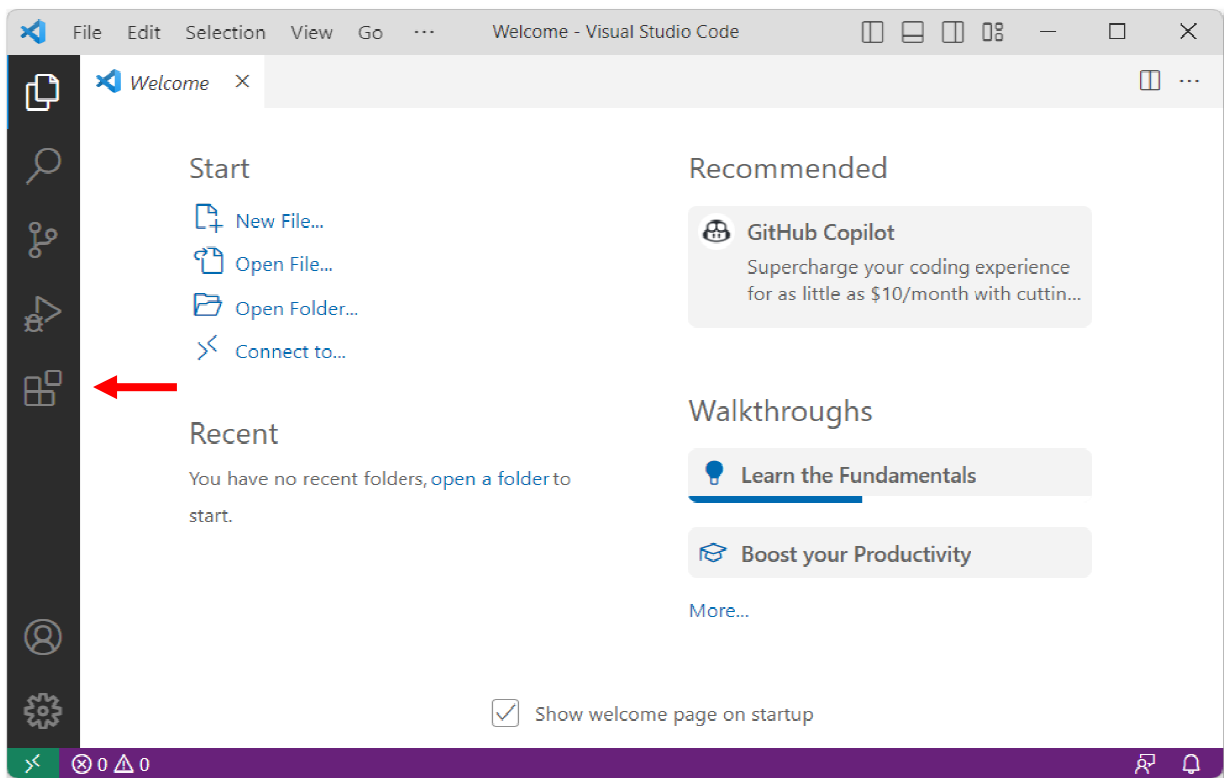 File Edit Selection View Go ··· Welcome - Visual Studio Code
Welcome
Start
New File...
Open File...
Open Folder...
Connect to...
Recent
You have no recent folders, open a folder to
start.
Recommended
GitHub Copilot
Supercharge your coding experience
for as little as $10/month with cuttin...
Walkthroughs
Learn the Fundamentals
Boost your Productivity
More...
Show welcome page on startup
0 0